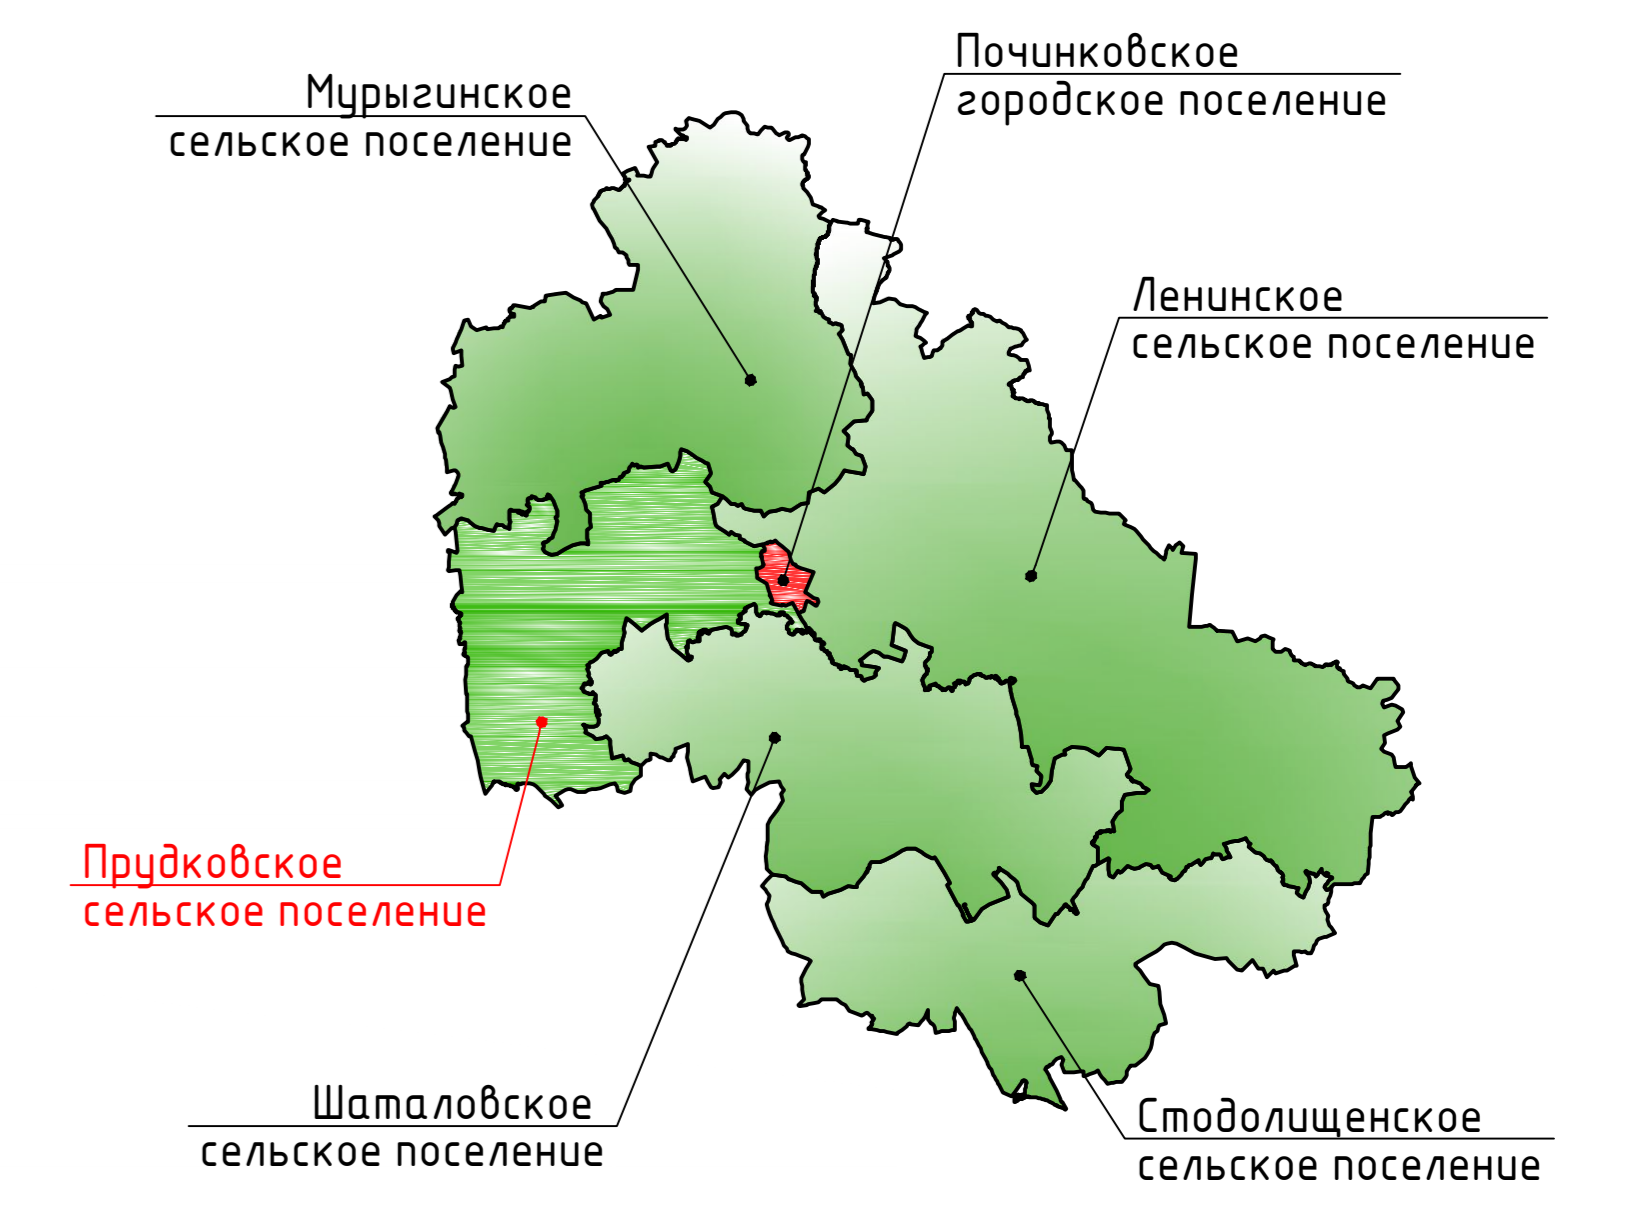 Починковское
городское поселение
Мурыгинское
сельское поселение
Ленинское
сельское поселение
Прудковское
сельское поселение
Шаталовское
сельское поселение
Стодолищенское
сельское поселение